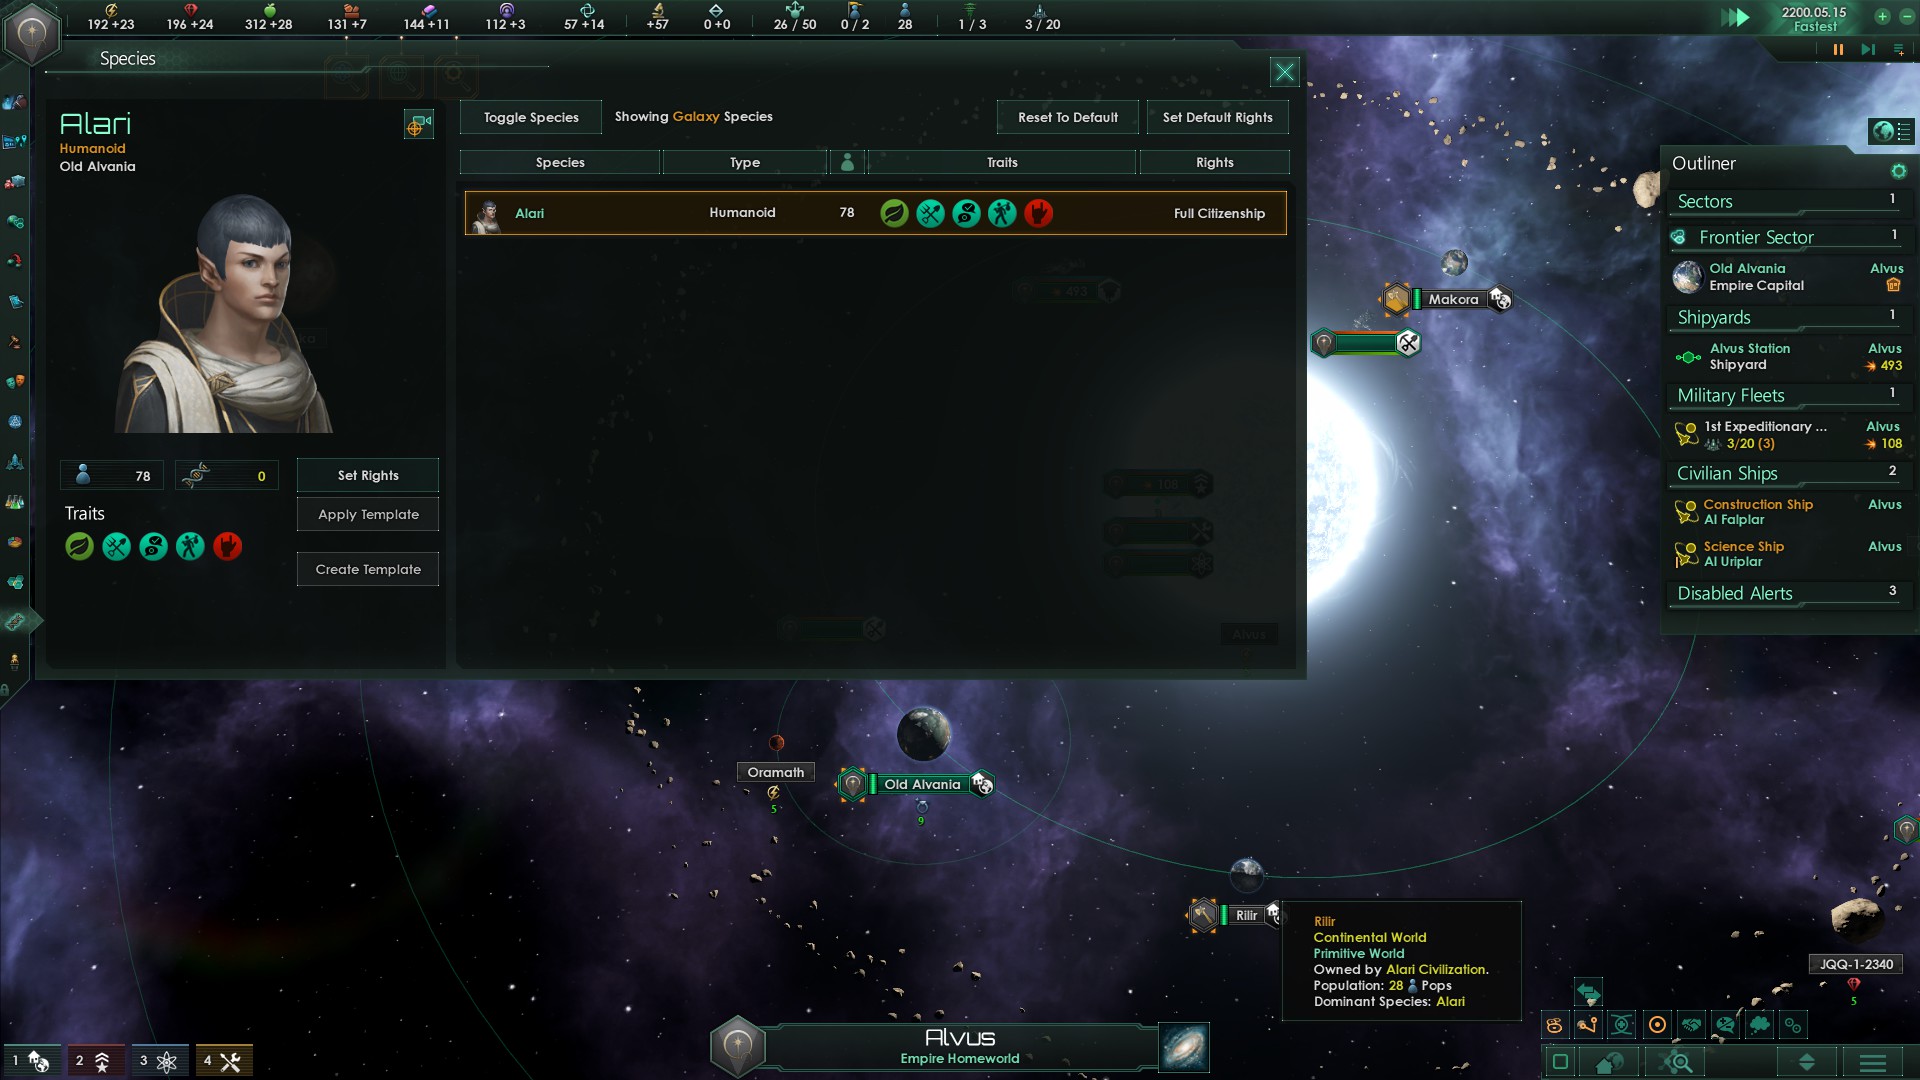 192 +23
196 +24
312 +28
131 +7
144 +11
112 +3
57 +14
+57
0 +0
26 / 50
0 / 2
28
1 / 3
3 / 20
2200.05.15
Fastest
Species
Alari
Humanoid
Old Alvania
Toggle Species
Showing Galaxy Species
Reset To Default
Set Default Rights
Species
Type
Traits
Rights
Alari
Humanoid
78
Full Citizenship
78
0
Set Rights
Traits
Apply Template
Create Template
493
108
Alvus
Outliner
Sectors
1
Frontier Sector
1
Old Alvania
Alvus
Empire Capital
Shipyards
1
Alvus Station
Alvus
Shipyard
493
Military Fleets
1
1st Expeditionary ...
Alvus
3/20 (3)
108
Civilian Ships
2
Construction Ship
Alvus
AI Falplar
Science Ship
Alvus
AI Uriplar
Disabled Alerts
3
Makora
Oramath
5
Old Alvania
9
Rilir
Rilir
Continental World
Primitive World
Owned by Alari Civilization.
Population: 28 Pops
Dominant Species: Alari
JQQ-1-2340
5
Alvus
Empire Homeworld
1
2
3
4